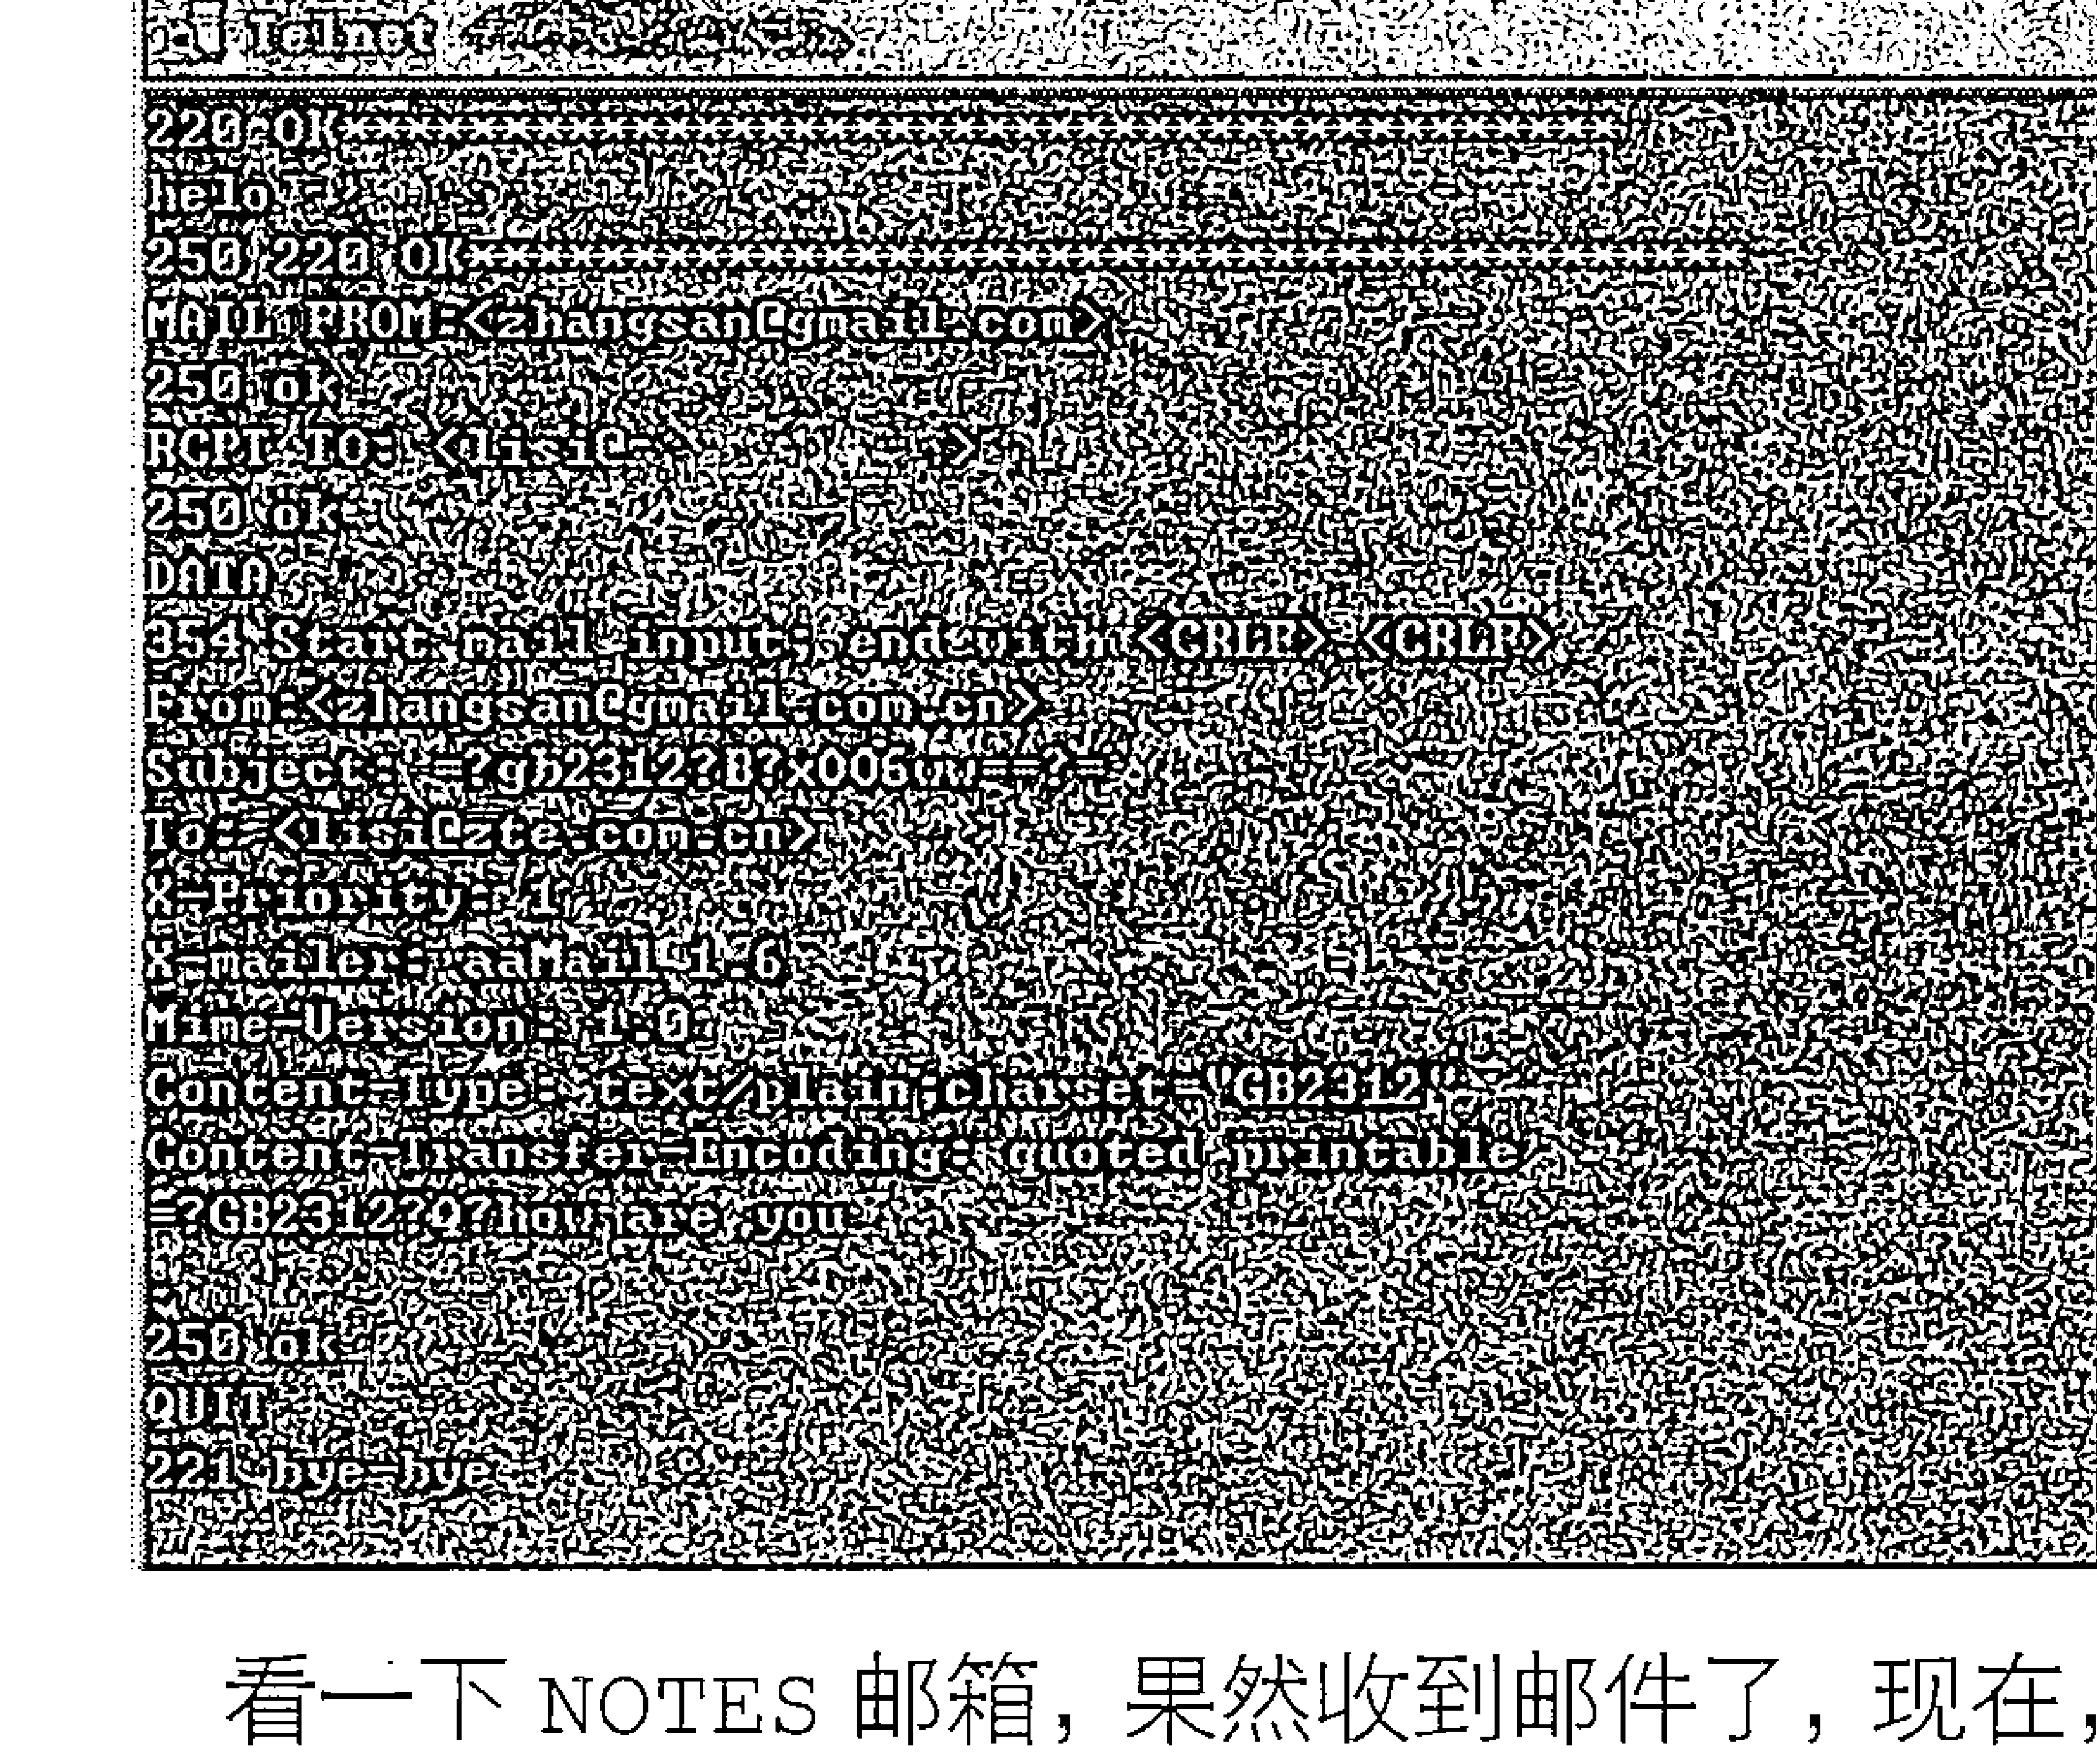 Telnet
220 OK****************************************
helo
250 220 OK****************************************
MAIL FROM:<zhangsan@gmail.com>
250 ok
RCPT TO: <lisi@ >
250 ok
DATA
354 Start mail input; end with <CRLF>.<CRLF>
From:<zhangsan@gmail.com.cn>
Subject: =?gb2312?B?xOO6uw==?=
To: <lisi@zte.com.cn>
X-Priority: 1
X-mailer: aaMail 1.6
Mime-Version: 1.0
Content-Type: text/plain;charset="GB2312"
Content-Transfer-Encoding: quoted-printable
=?GB2312?Q?how are you
.
250 ok
QUIT
221 bye-bye
看一下 NOTES 邮箱，果然收到邮件了，现在，